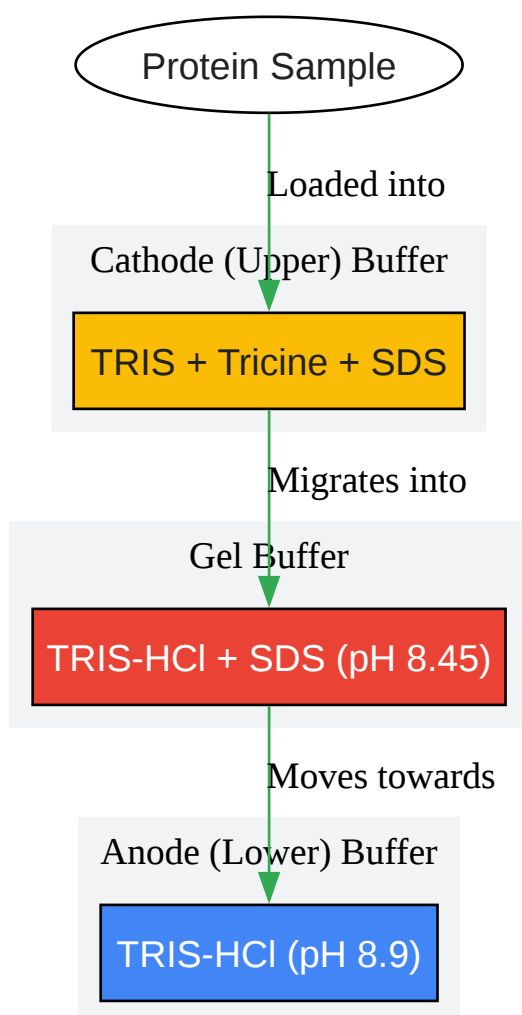 Protein Sample
Loaded into
Cathode (Upper) Buffer
TRIS + Tricine + SDS
Migrates into
Gel Buffer
TRIS-HCl + SDS (pH 8.45)
Moves towards
Anode (Lower) Buffer
TRIS-HCl (pH 8.9)